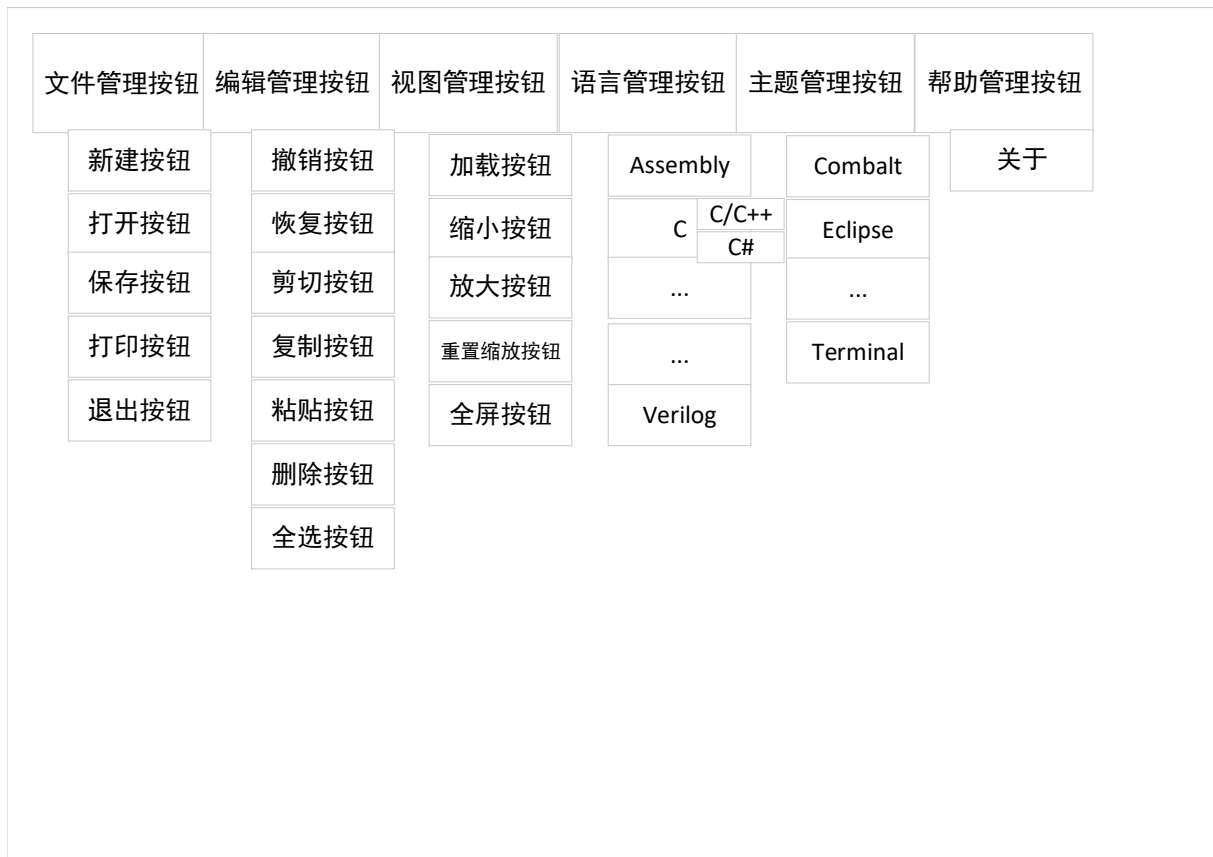 文件管理按钮 编辑管理按钮 视图管理按钮 语言管理按钮 主题管理按钮 帮助管理按钮
新建按钮 撤销按钮 加载按钮 Assembly Combalt 关于
打开按钮 恢复按钮 缩小按钮 C C/C++ Eclipse
C#
保存按钮 剪切按钮 放大按钮 ... ...
打印按钮 复制按钮 重置缩放按钮 ... Terminal
退出按钮 粘贴按钮 全屏按钮 Verilog
删除按钮
全选按钮